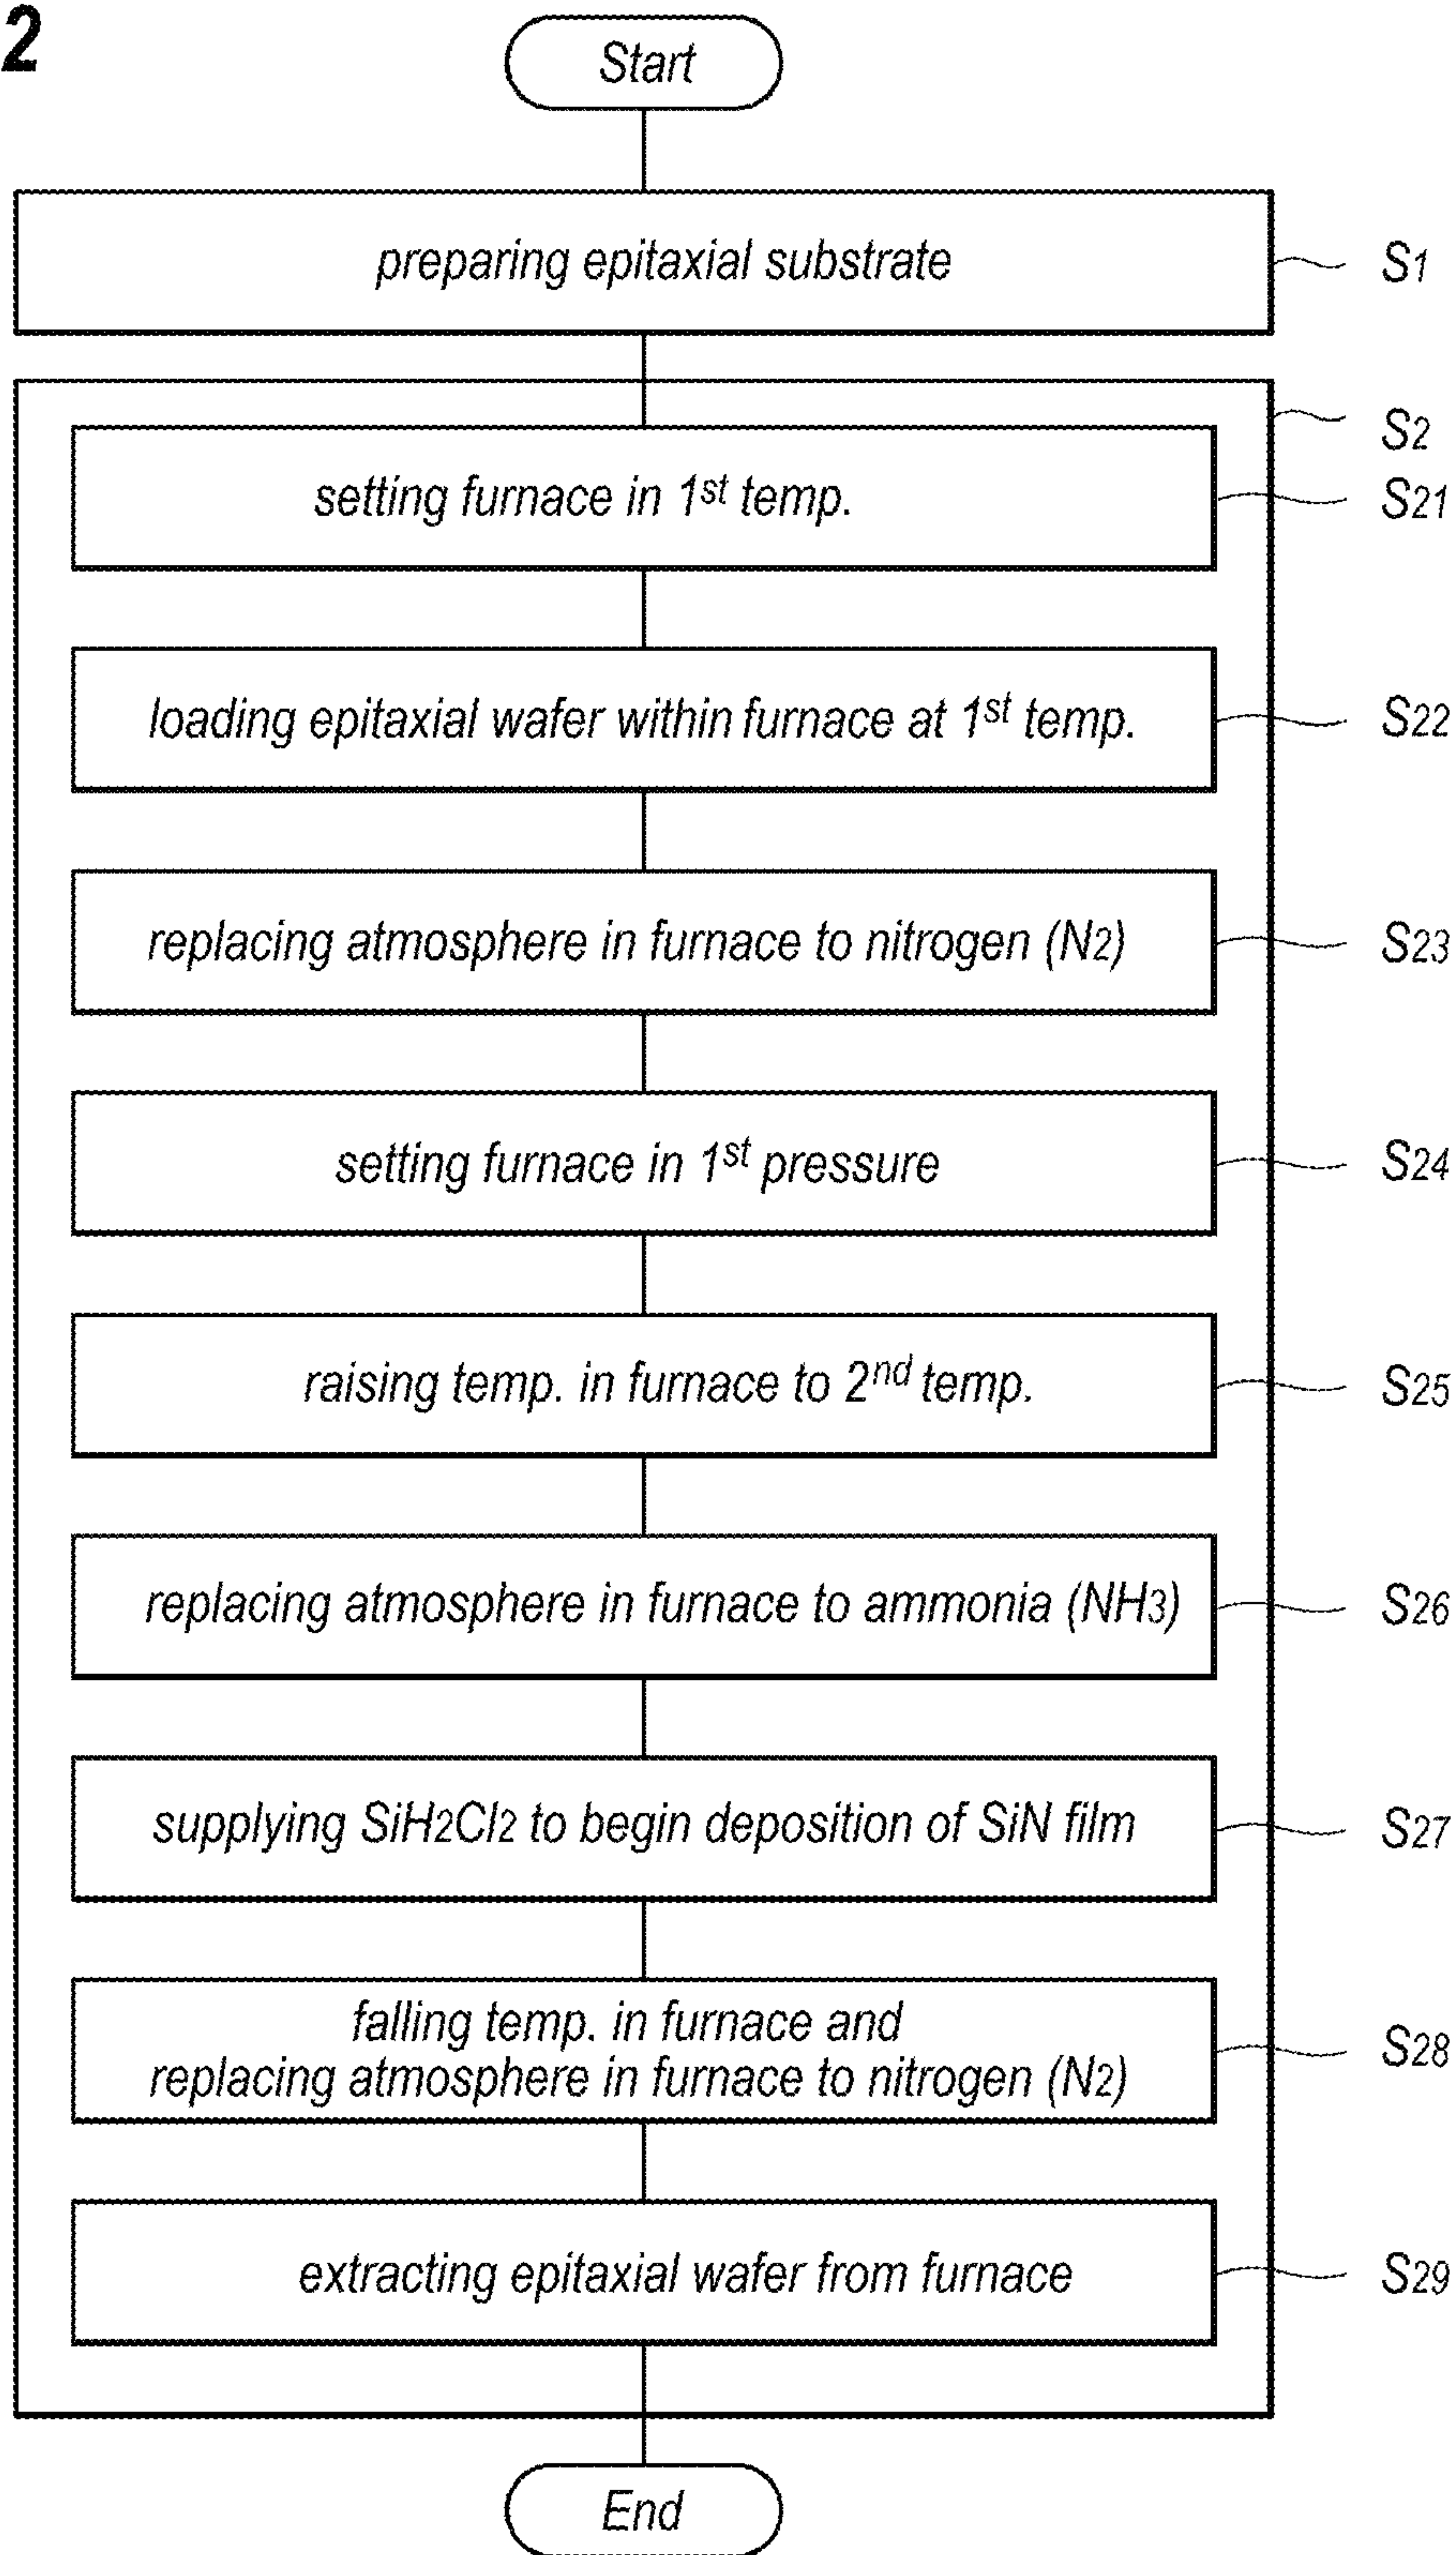 2
Start
preparing epitaxial substrate
S1
S2
setting furnace in 1st temp.
S21
loading epitaxial wafer within furnace at 1st temp.
S22
replacing atmosphere in furnace to nitrogen (N2)
S23
setting furnace in 1st pressure
S24
raising temp. in furnace to 2nd temp.
S25
replacing atmosphere in furnace to ammonia (NH3)
S26
supplying SiH2Cl2 to begin deposition of SiN film
S27
falling temp. in furnace and
replacing atmosphere in furnace to nitrogen (N2)
S28
extracting epitaxial wafer from furnace
S29
End